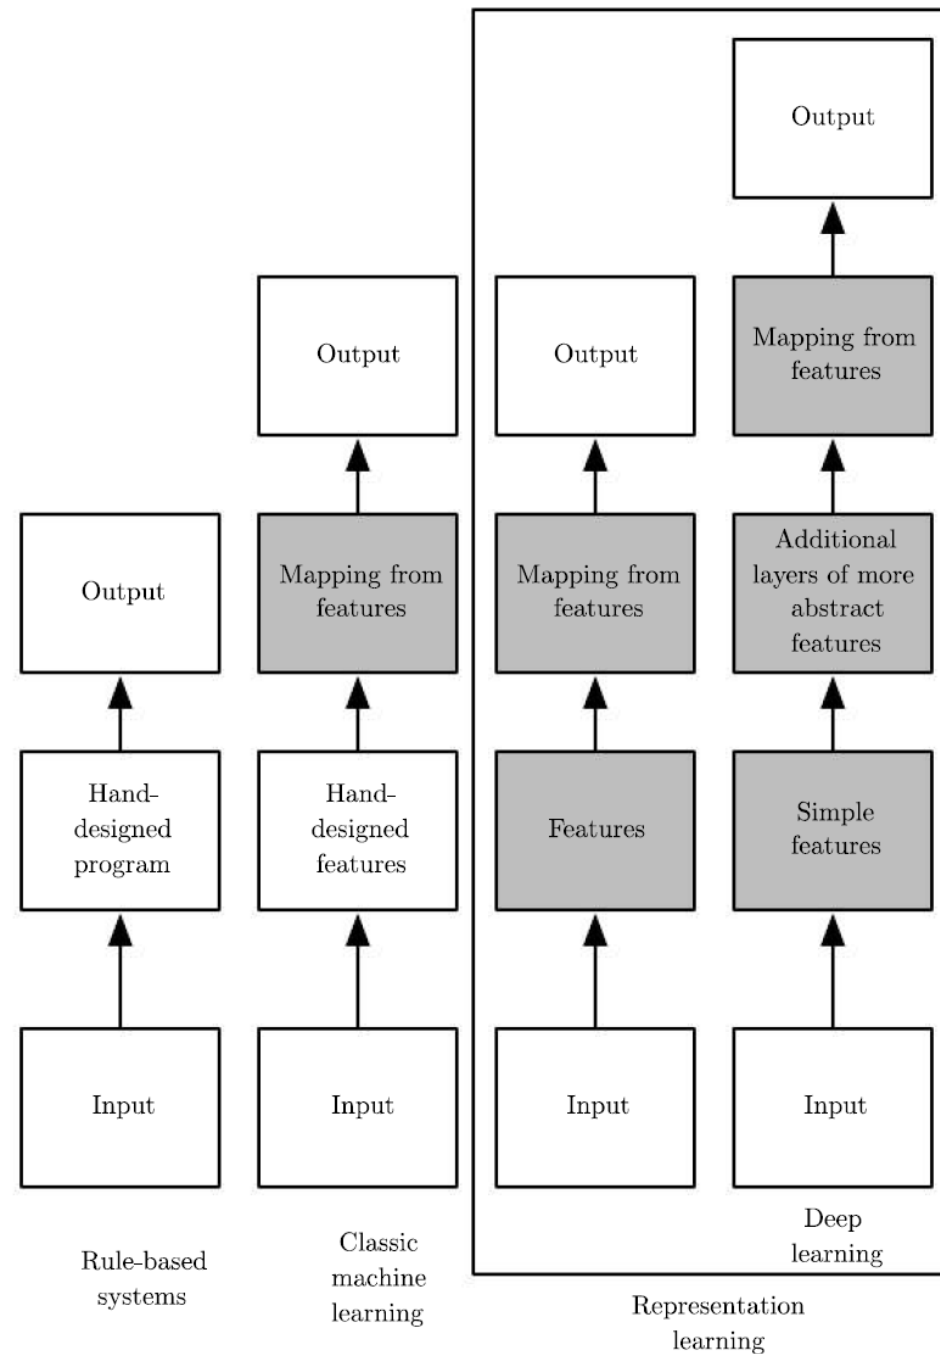 Output
Output
Output
Mapping from
features
Output
Mapping from
features
Mapping from
features
Additional
layers of more
abstract
features
Hand-
designed
program
Hand-
designed
features
Features
Simple
features
Input
Input
Input
Input
Rule-based
systems
Classic
machine
learning
Deep
learning
Representation
learning